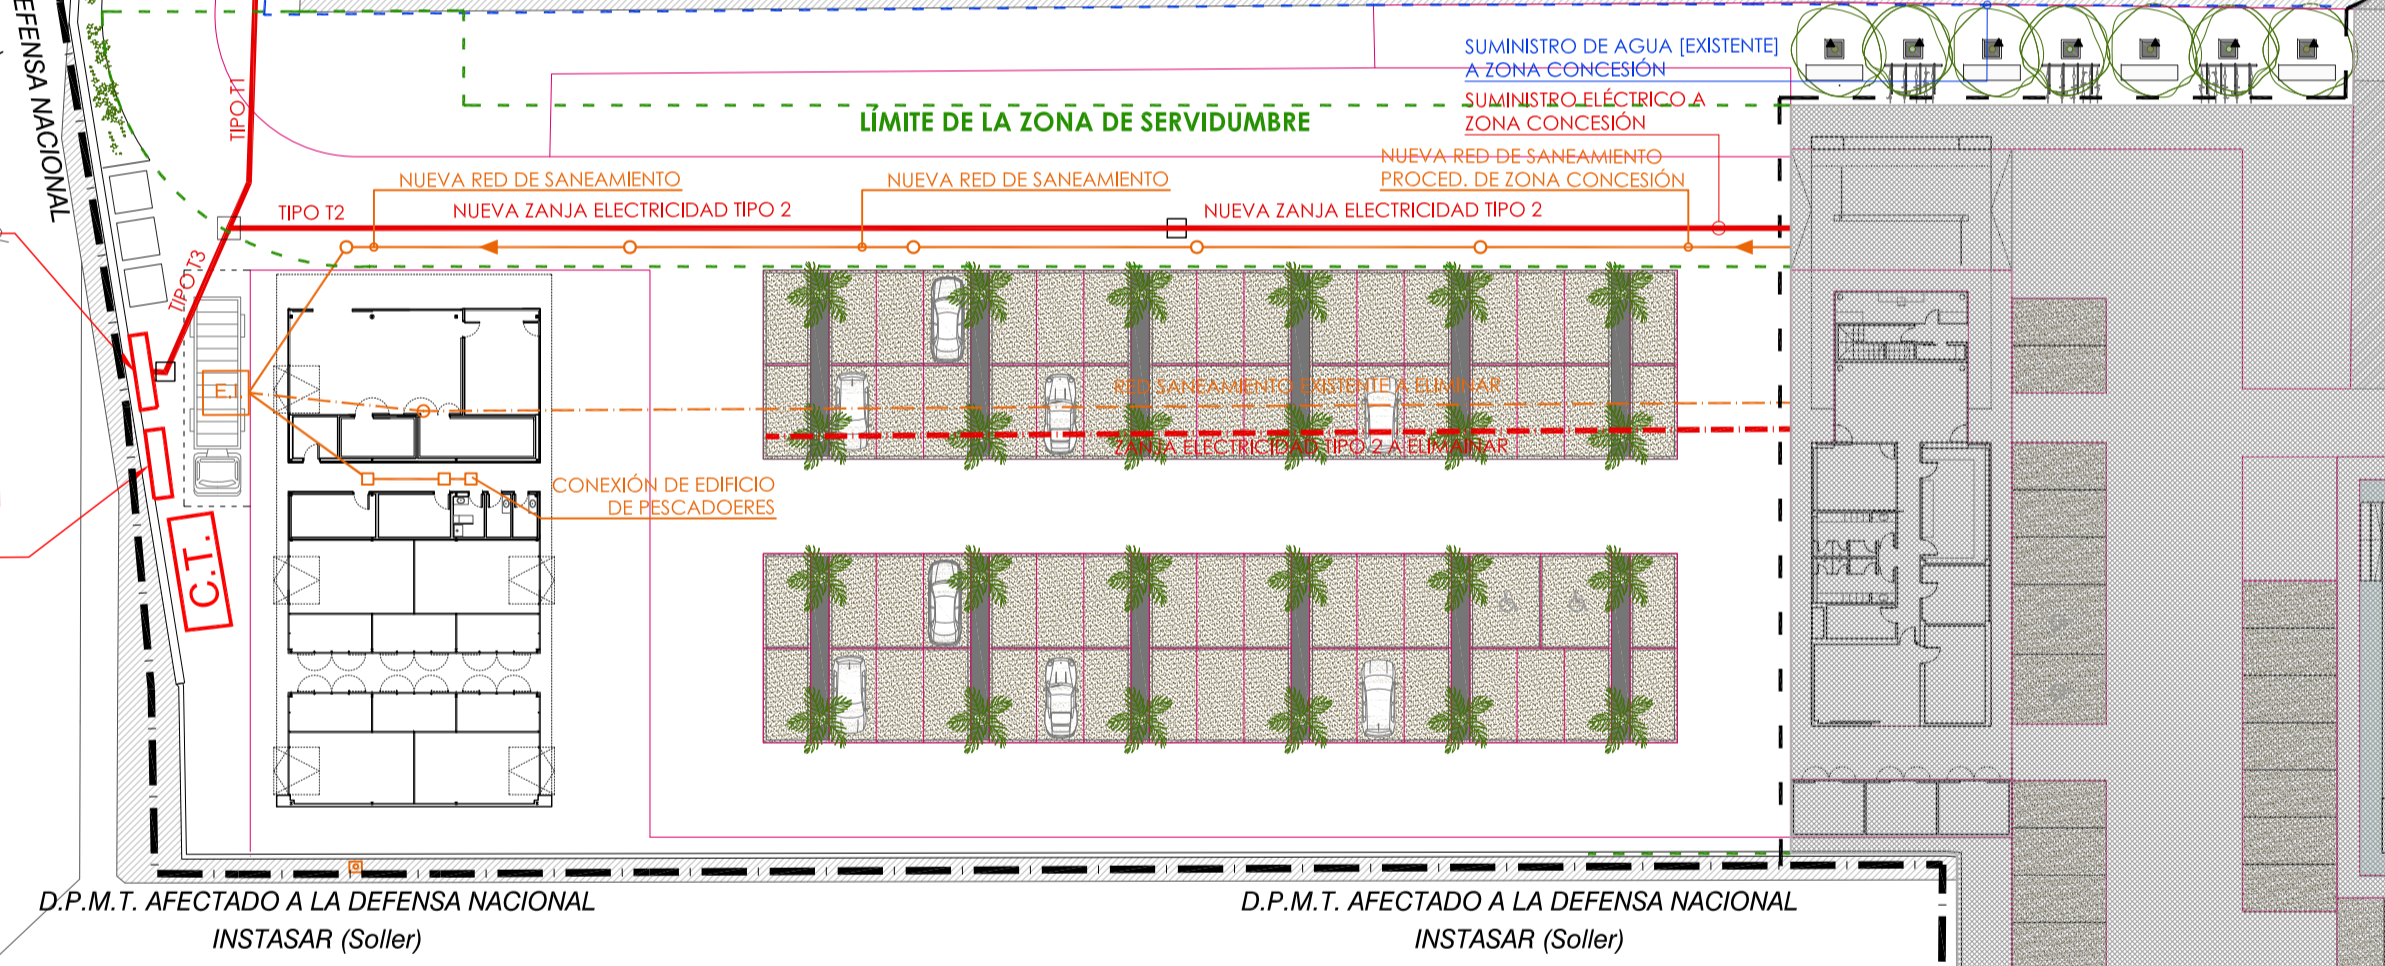 EFENSA NACIONAL
TIPO T1
SUMINISTRO DE AGUA [EXISTENTE]
A ZONA CONCESIÓN
SUMINISTRO ELÉCTRICO A
ZONA CONCESIÓN
LÍMITE DE LA ZONA DE SERVIDUMBRE
NUEVA RED DE SANEAMIENTO
NUEVA RED DE SANEAMIENTO
NUEVA RED DE SANEAMIENTO
PROCED. DE ZONA CONCESIÓN
TIPO T2
NUEVA ZANJA ELECTRICIDAD TIPO 2
NUEVA ZANJA ELECTRICIDAD TIPO 2
TIPO T3
E.I.
RED SANEAMIENTO EXISTENTE A ELIMINAR
ZANJA ELECTRICIDAD TIPO 2 A ELIMAINAR
CONEXIÓN DE EDIFICIO
DE PESCADOERES
C.T.
D.P.M.T. AFECTADO A LA DEFENSA NACIONAL
INSTASAR (Soller)
D.P.M.T. AFECTADO A LA DEFENSA NACIONAL
INSTASAR (Soller)